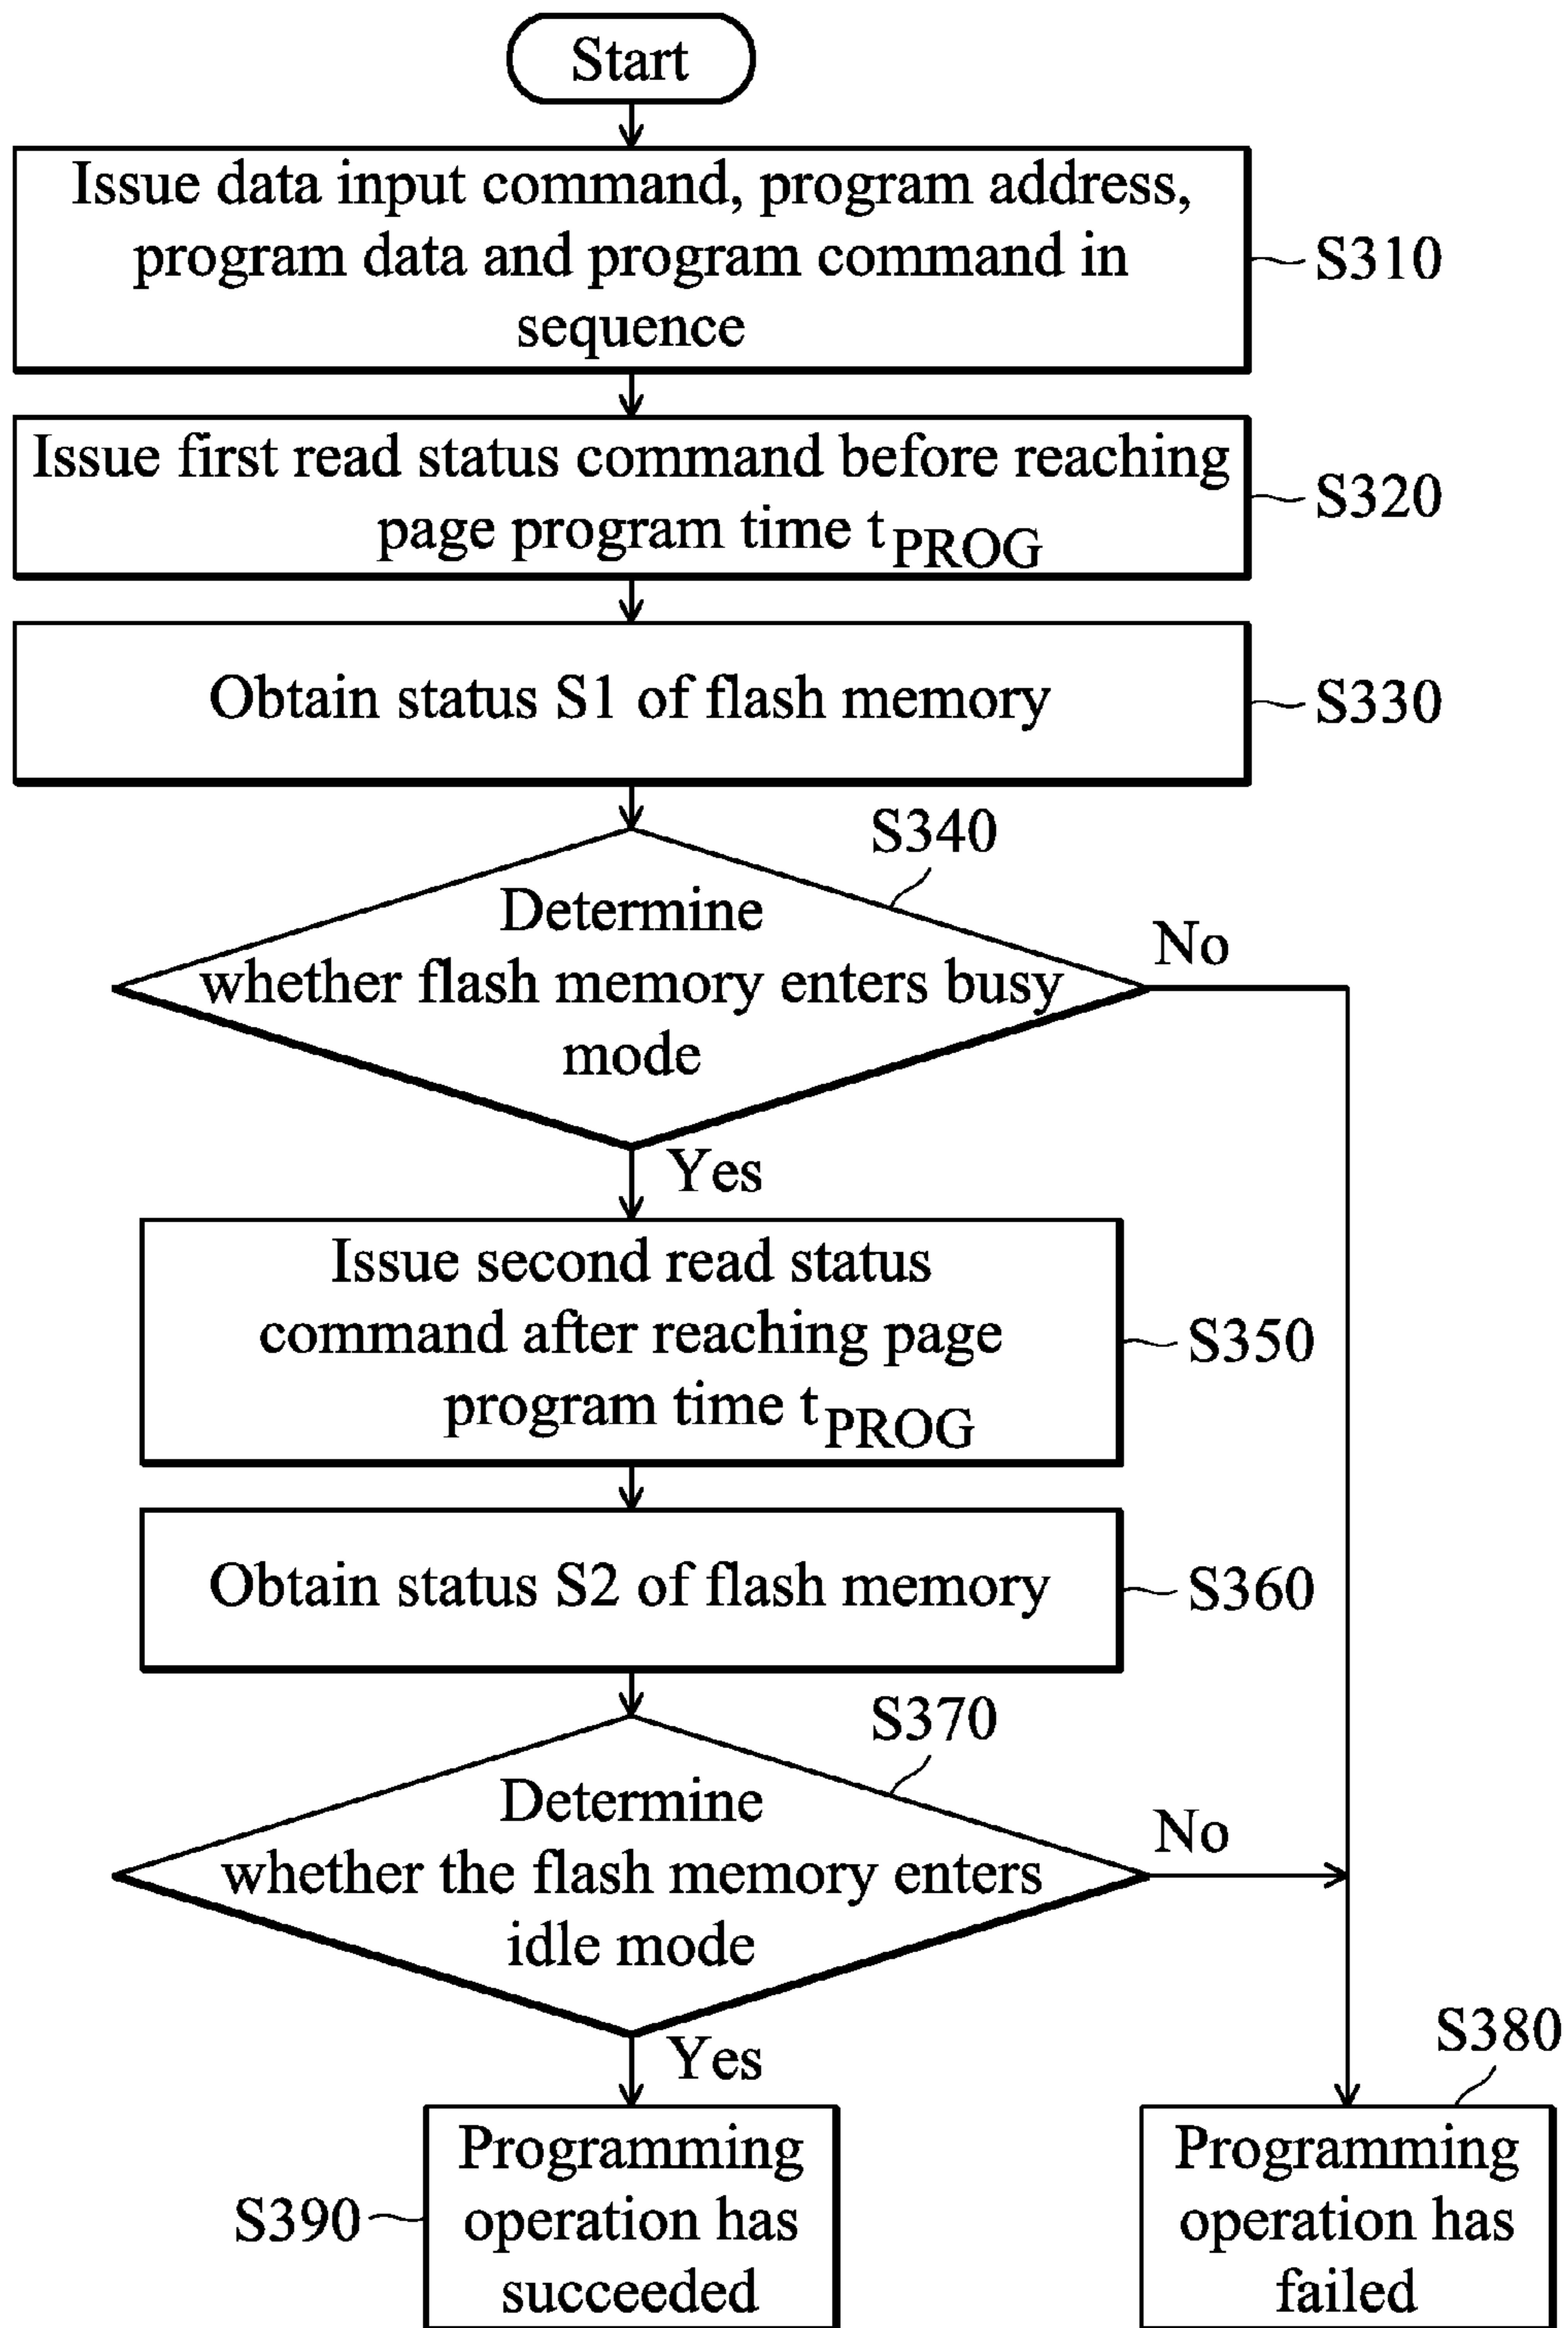 Start
Issue data input command, program address,
program data and program command in
sequence
S310
Issue first read status command before reaching
page program time tPROG
S320
Obtain status S1 of flash memory
S330
S340
Determine
whether flash memory enters busy
mode
No
Yes
Issue second read status
command after reaching page
program time tPROG
S350
Obtain status S2 of flash memory
S360
S370
Determine
whether the flash memory enters
idle mode
No
Yes
S380
Programming
operation has
succeeded
S390
Programming
operation has
failed